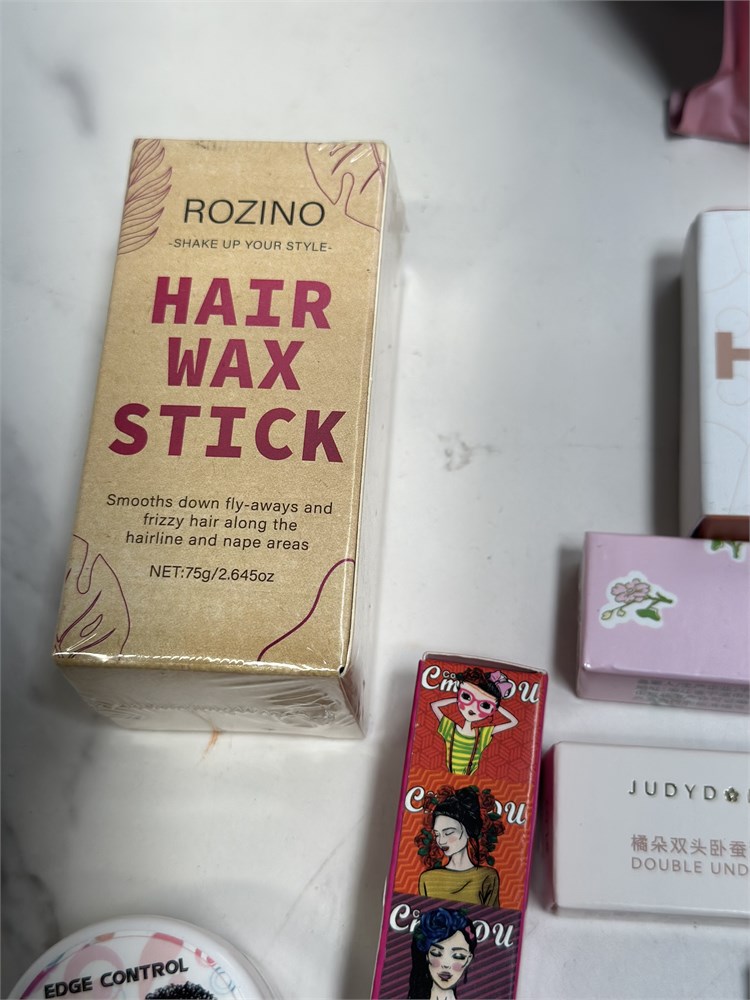 ROZINO
-SHAKE UP YOUR STYLE-
HAIR
WAX
STICK
Smooths down fly-aways and
frizzy hair along the
hairline and nape areas
NET:75g/2.645oz
H
JUDYD
橘朵双头卧蚕
DOUBLE UND
EDGE CONTROL